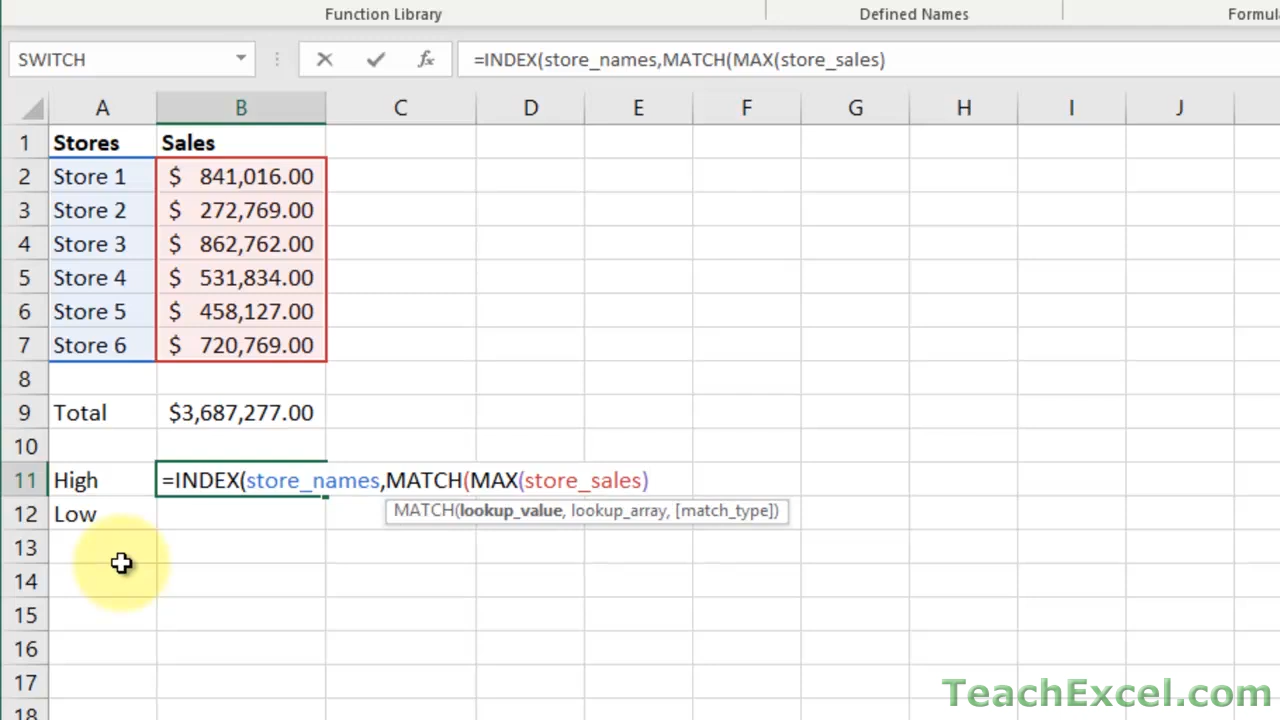 Function Library Defined Names Formul
SWITCH fx =INDEX(store_names,MATCH(MAX(store_sales)
A B C D E F G H I J
1 Stores Sales
2 Store 1 $ 841,016.00
3 Store 2 $ 272,769.00
4 Store 3 $ 862,762.00
5 Store 4 $ 531,834.00
6 Store 5 $ 458,127.00
7 Store 6 $ 720,769.00
8
9 Total $3,687,277.00
10
11 High =INDEX(store_names,MATCH(MAX(store_sales)
12 Low MATCH(lookup_value, lookup_array, [match_type])
13
14
15
16
17
18
TeachExcel.com